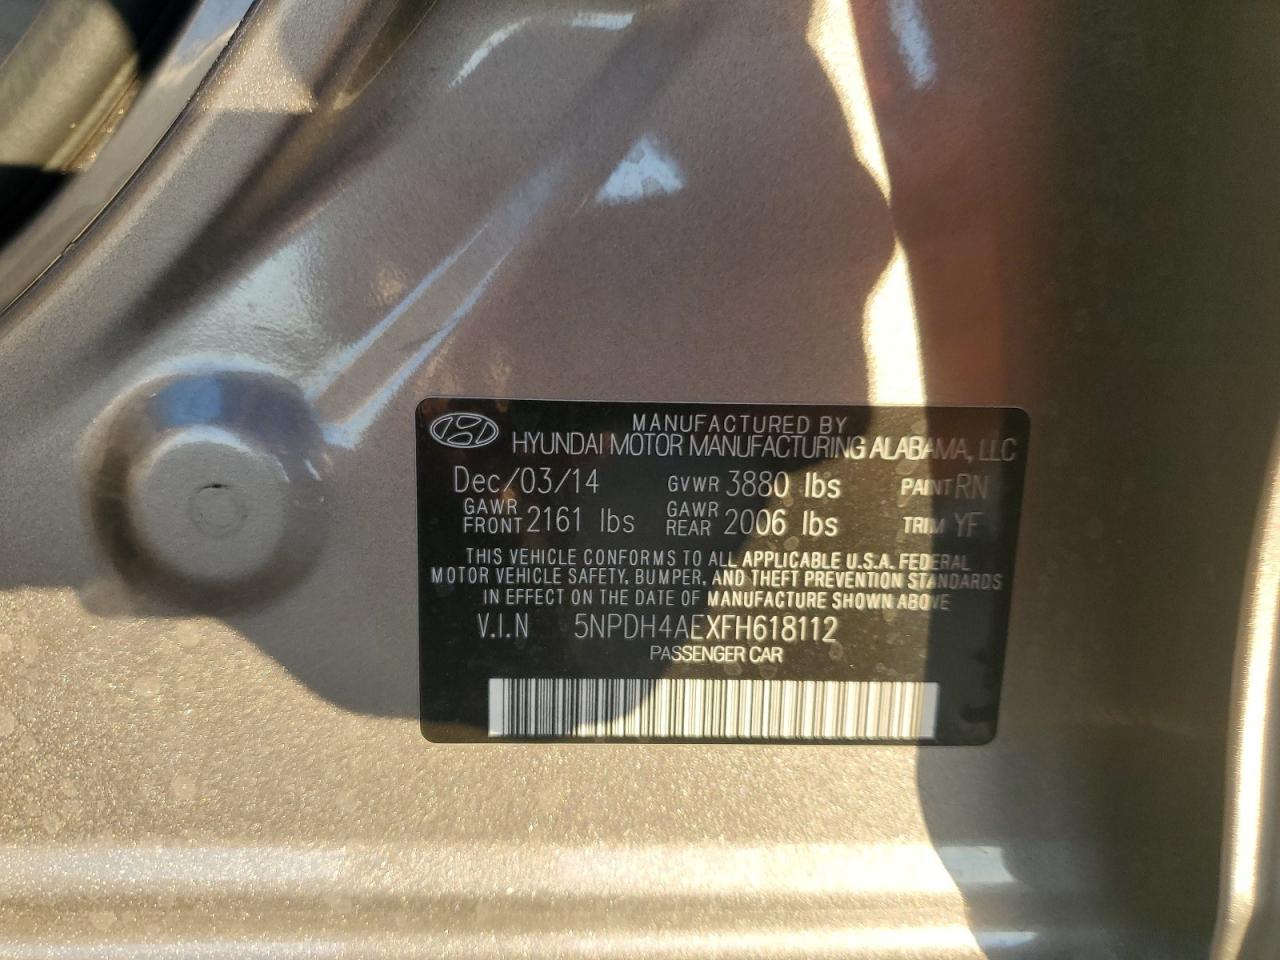 MANUFACTURED BY
HYUNDAI MOTOR MANUFACTURING ALABAMA, LLC
Dec/03/14 GVWR 3880 lbs PAINT RN
GAWR FRONT 2161 lbs GAWR REAR 2006 lbs TRIM YF
THIS VEHICLE CONFORMS TO ALL APPLICABLE U.S.A. FEDERAL
MOTOR VEHICLE SAFETY, BUMPER, AND THEFT PREVENTION STANDARDS
IN EFFECT ON THE DATE OF MANUFACTURE SHOWN ABOVE
V.I.N 5NPDH4AEXFH618112
PASSENGER CAR